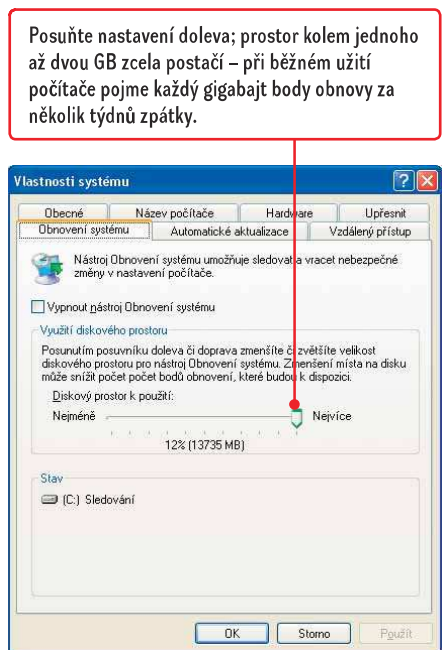 Posuňte nastavení doleva; prostor kolem jednoho
až dvou GB zcela postačí – při běžném užití
počítače pojme každý gigabajt body obnovy za
několik týdnů zpátky.
Vlastnosti systému
Obecné Název počítače Hardware Upřesnit
Obnovení systému Automatické aktualizace Vzdálený přístup
Nástroj Obnovení systému umožňuje sledovat a vracet nebezpečné
změny v nastavení počítače.
Vypnout nástroj Obnovení systému
Využití diskového prostoru
Posunutím posuvníku doleva či doprava zmenšíte či zvětšíte velikost
diskového prostoru pro nástroj Obnovení systému. Zmenšení místa na disku
může snížit počet počet bodů obnovení, které budou k dispozici.
Diskový prostor k použití:
Nejméně Nejvíce
12% (13735 MB)
Stav
(C:) Sledování
OK Storno Použít